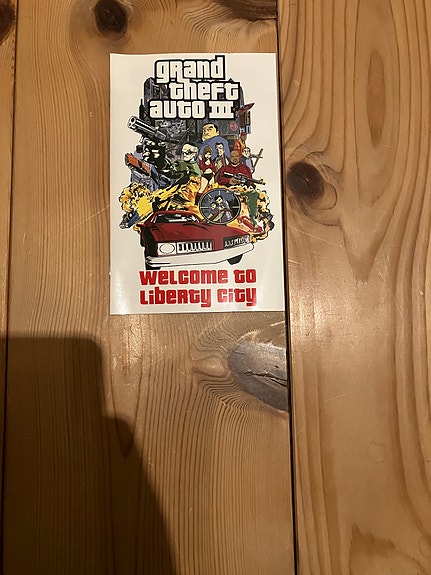 grand
theft
auto III
Welcome to
Liberty City